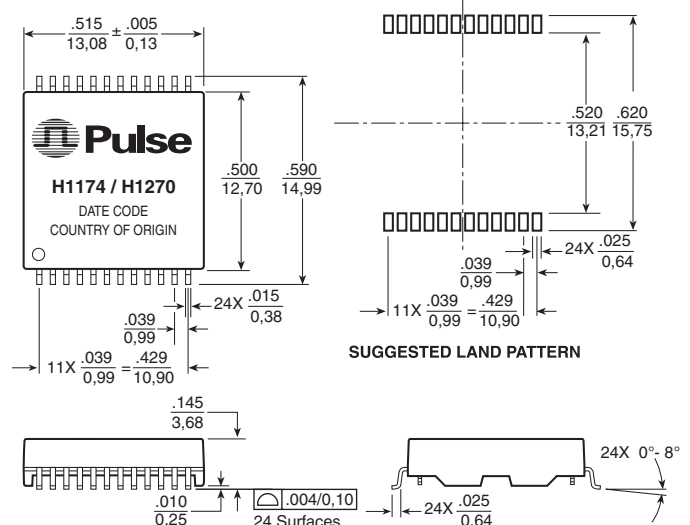 .515 ± .005
13,08 0,13
Pulse
H1174 / H1270
DATE CODE
COUNTRY OF ORIGIN
.500
12,70
.590
14,99
24X .015
0,38
.039
0,99
11X .039 = .429
0,99 10,90
.520
13,21
.620
15,75
24X .025
0,64
.039
0,99
11X .039 = .429
0,99 10,90
SUGGESTED LAND PATTERN
.145
3,68
.010
0,25
.004/0,10
24 Surfaces
24X .025
0,64
24X 0°- 8°